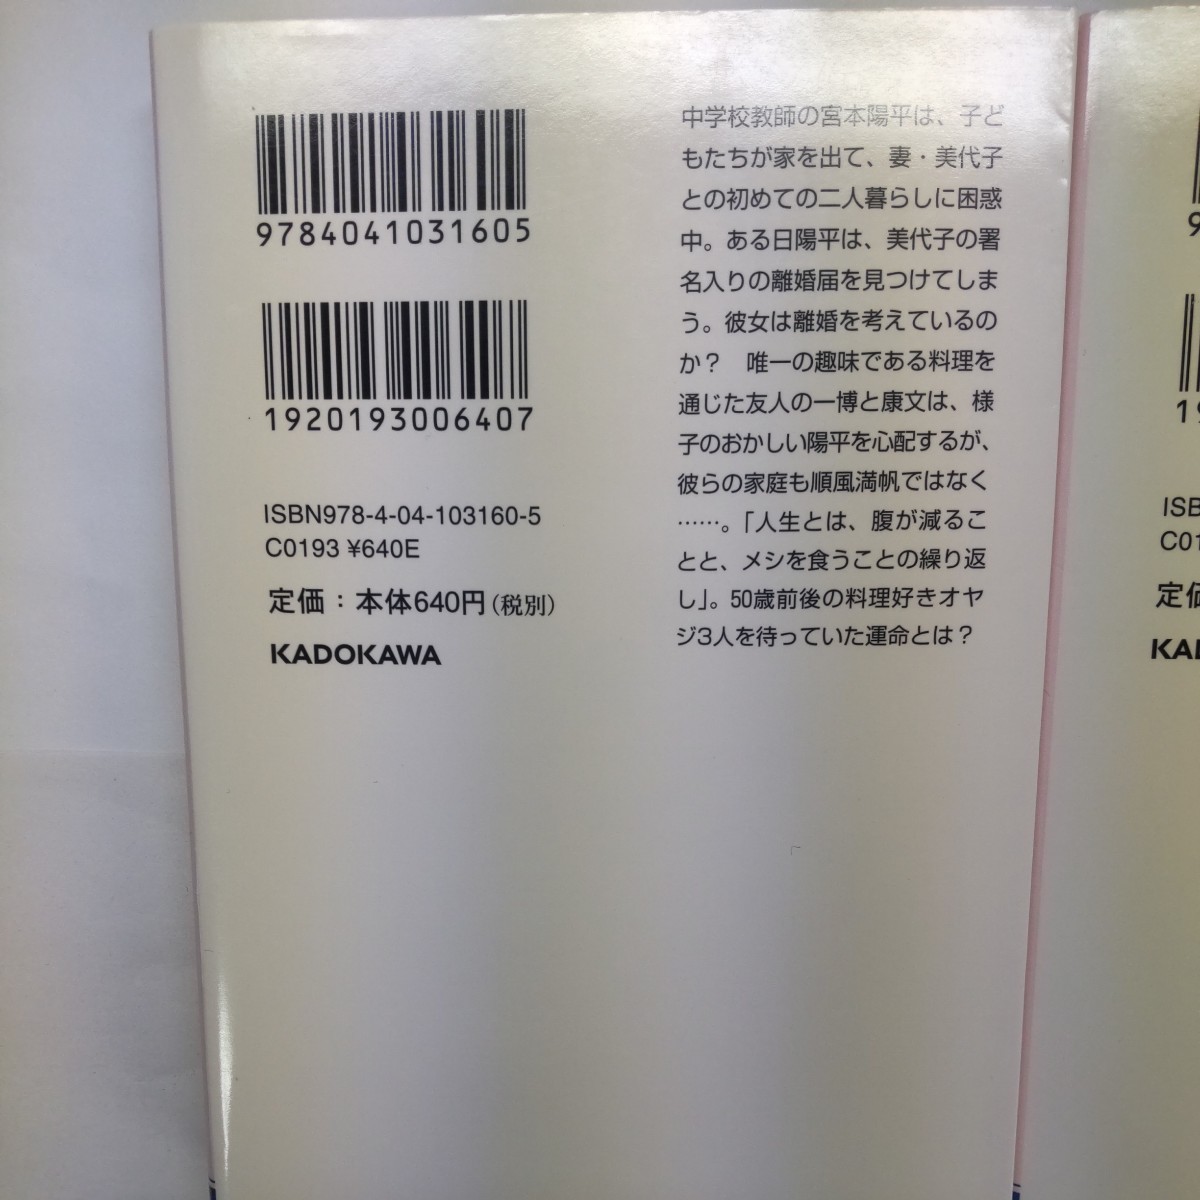 9784041031605
1920193006407
ISBN978-4-04-103160-5
C0193 ¥640E
定価：本体640円（税別）
KADOKAWA
中学校教師の宮本陽平は、子ど
もたちが家を出て、妻・美代子
との初めての二人暮らしに困惑
中。ある日陽平は、美代子の署
名入りの離婚届を見つけてしま
う。彼女は離婚を考えているの
か？　唯一の趣味である料理を
通じた友人の一博と康文は、様
子のおかしい陽平を心配するが、
彼らの家庭も順風満帆ではなく
……。「人生とは、腹が減るこ
とと、メシを食うことの繰り返
し」。50歳前後の料理好きオヤ
ジ3人を待っていた運命とは？
9
19
ISB
C01
定価
KAD